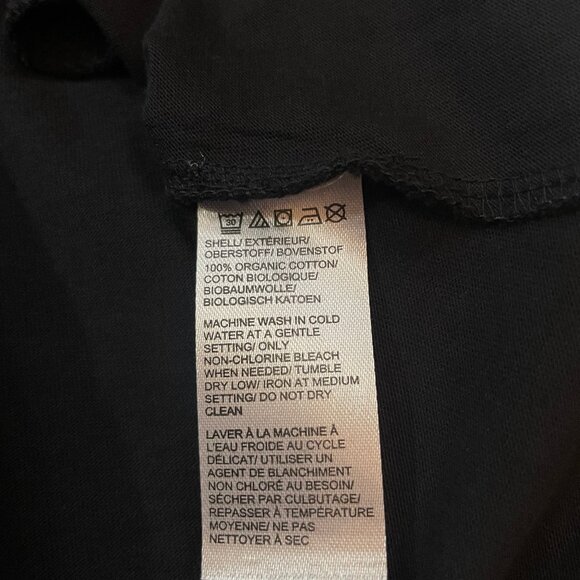 30
SHELL/ EXTÉRIEUR/
OBERSTOFF/ BOVENSTOF
100% ORGANIC COTTON/
COTON BIOLOGIQUE/
BIOBAUMWOLLE/
BIOLOGISCH KATOEN
MACHINE WASH IN COLD
WATER AT A GENTLE
SETTING/ ONLY
NON-CHLORINE BLEACH
WHEN NEEDED/ TUMBLE
DRY LOW/ IRON AT MEDIUM
SETTING/ DO NOT DRY
CLEAN
LAVER À LA MACHINE À
L'EAU FROIDE AU CYCLE
DÉLICAT/ UTILISER UN
AGENT DE BLANCHIMENT
NON CHLORÉ AU BESOIN/
SÉCHER PAR CULBUTAGE/
REPASSER À TEMPÉRATURE
MOYENNE/ NE PAS
NETTOYER À SEC